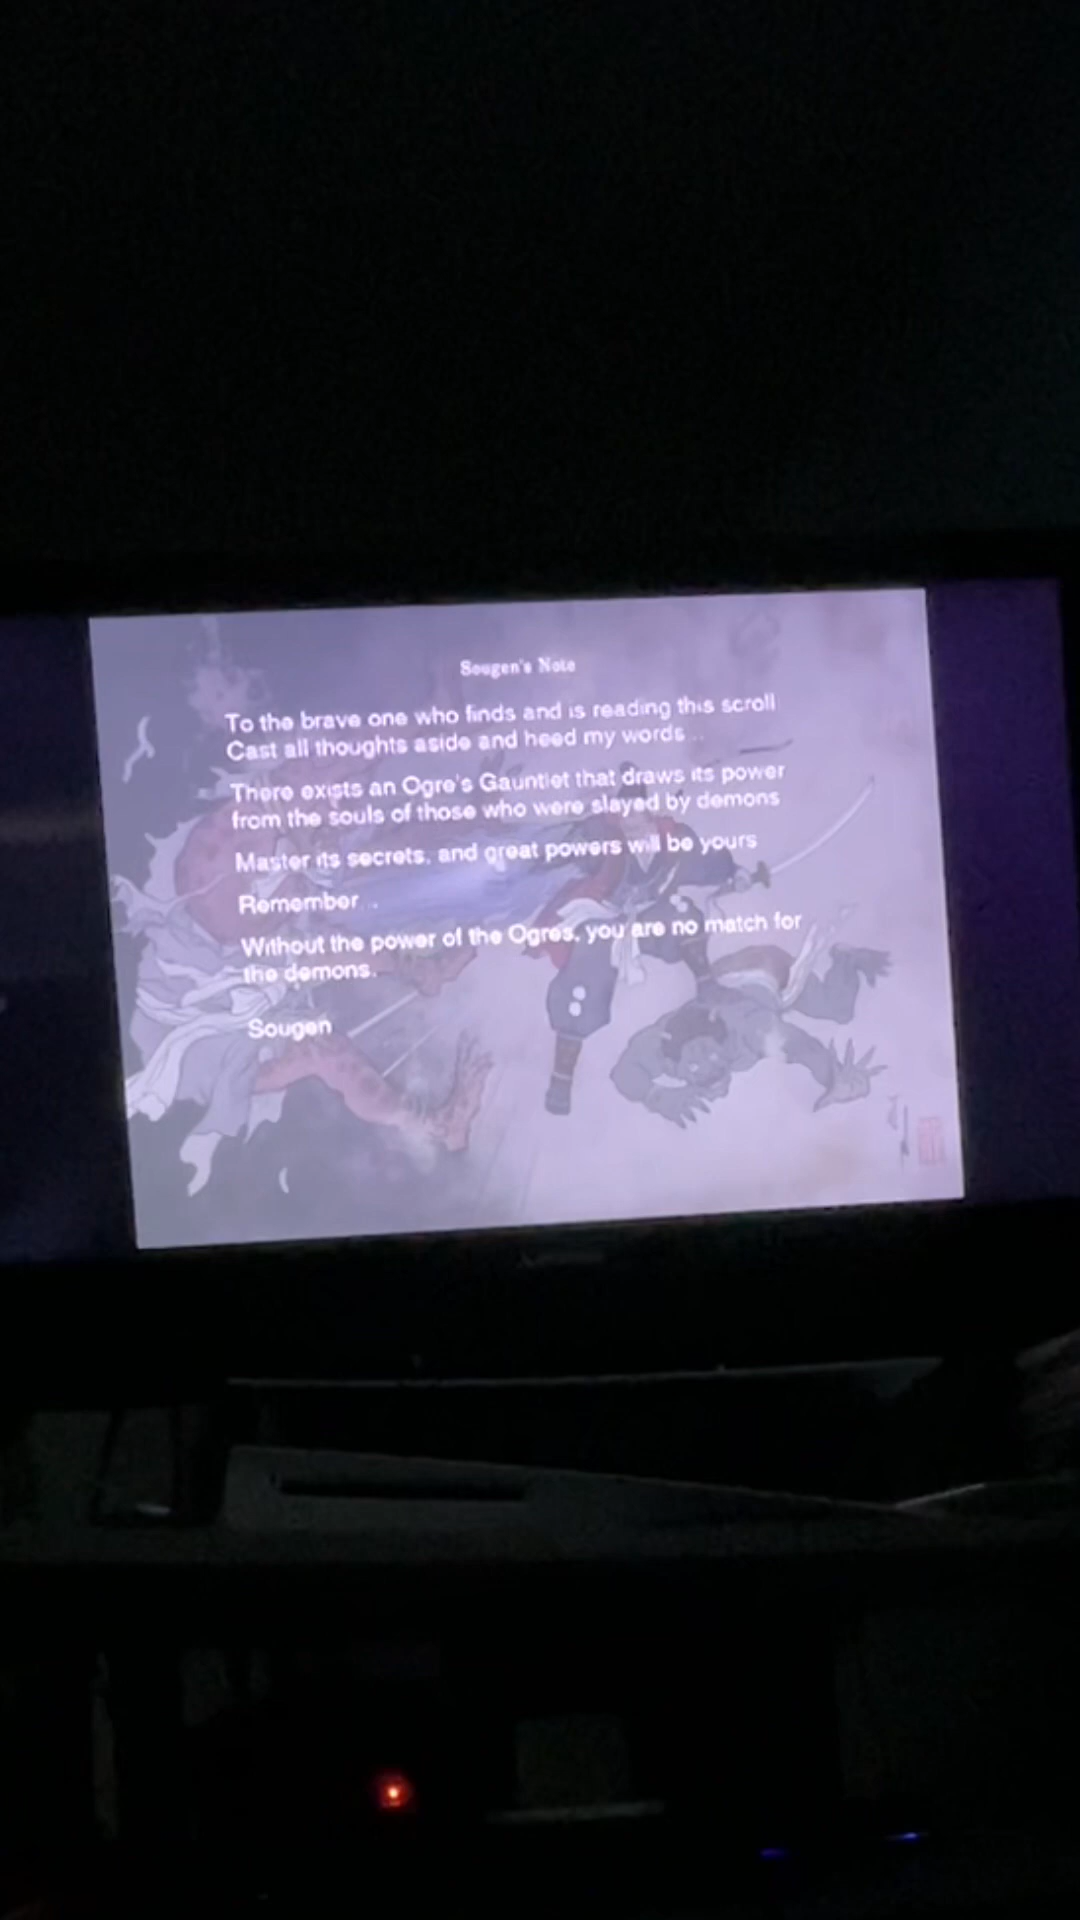 Sougen's Note
To the brave one who finds and is reading this scroll
Cast all thoughts aside and heed my words...
There exists an Ogre's Gauntlet that draws its power
from the souls of those who were slayed by demons
Master its secrets, and great powers will be yours
Remember...
Without the power of the Ogres, you are no match for
the demons.
Sougen